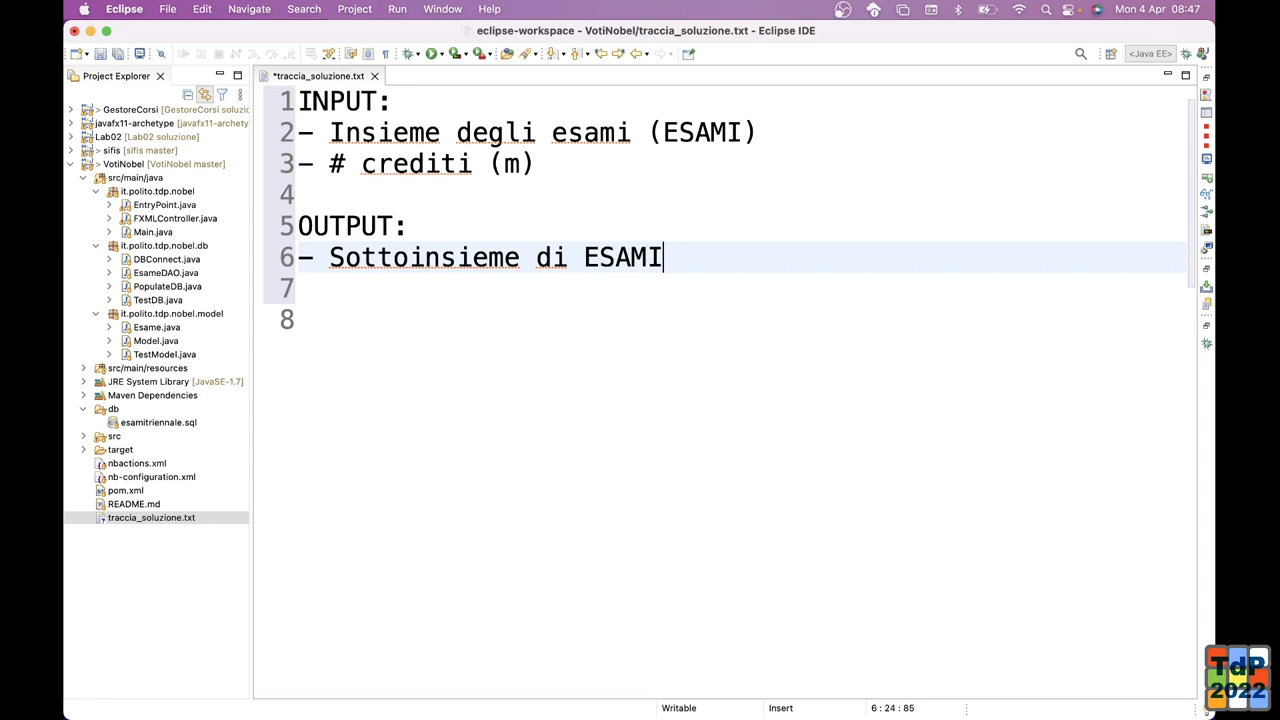 Eclipse File Edit Navigate Search Project Run Window Help
Mon 4 Apr 08:47
eclipse-workspace - VotiNobel/traccia_soluzione.txt - Eclipse IDE
<Java EE>
Project Explorer
*traccia_soluzione.txt
> GestoreCorsi [GestoreCorsi soluzic
javafx11-archetype [javafx11-archety
Lab02 [Lab02 soluzione]
> sifis [sifis master]
> VotiNobel [VotiNobel master]
src/main/java
it.polito.tdp.nobel
EntryPoint.java
FXMLController.java
Main.java
it.polito.tdp.nobel.db
DBConnect.java
EsameDAO.java
PopulateDB.java
TestDB.java
it.polito.tdp.nobel.model
Esame.java
Model.java
TestModel.java
src/main/resources
JRE System Library [JavaSE-1.7]
Maven Dependencies
db
esamitriennale.sql
src
target
nbactions.xml
nb-configuration.xml
pom.xml
README.md
traccia_soluzione.txt
1 INPUT:
2 - Insieme degli esami (ESAMI)
3 - # crediti (m)
4
5 OUTPUT:
6 - Sottoinsieme di ESAMI
7
8
Writable Insert 6 : 24 : 85
TdP
2022